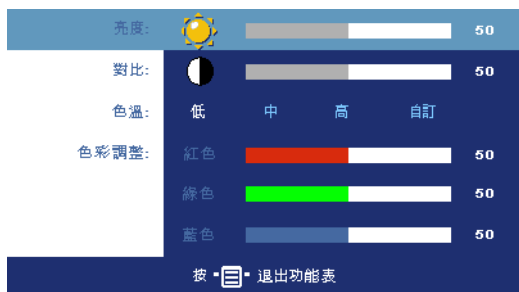 亮度: 50
對比: 50
色溫: 低 中 高 自訂
色彩調整: 紅色 50
綠色 50
藍色 50
按 退出功能表